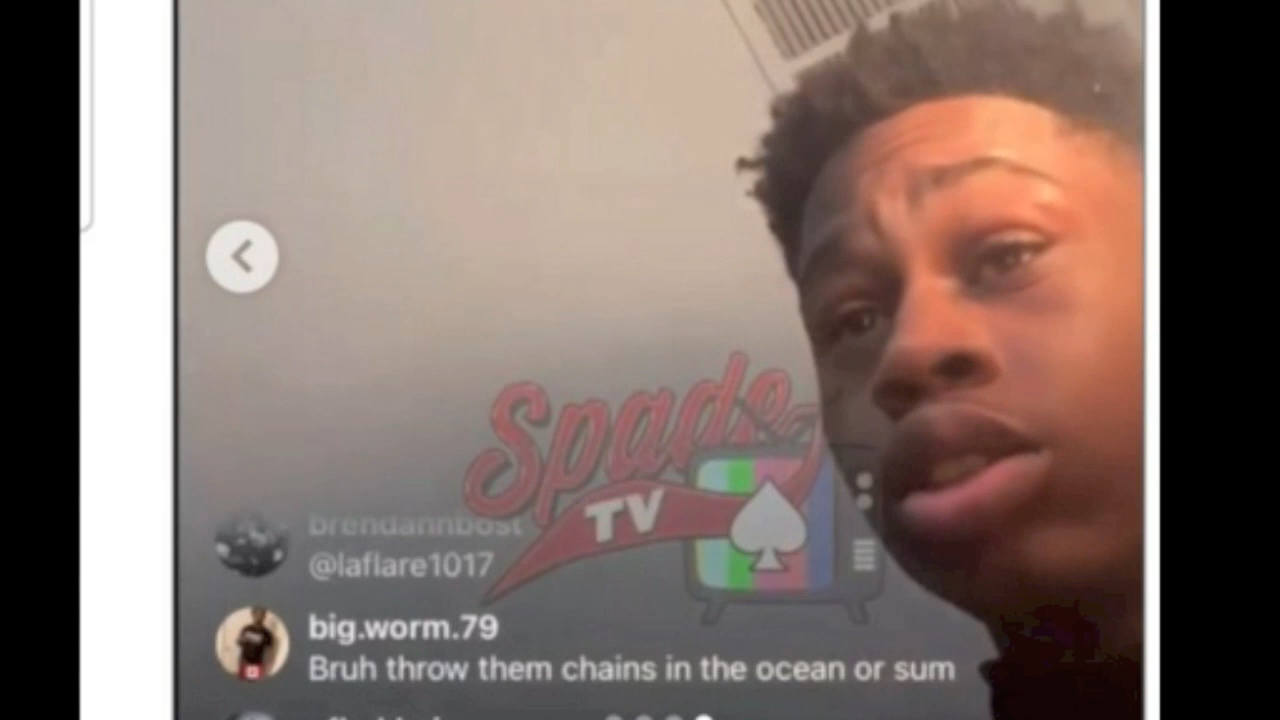 Spade
TV
brendannbost
@laflare1017
big.worm.79
Bruh throw them chains in the ocean or sum